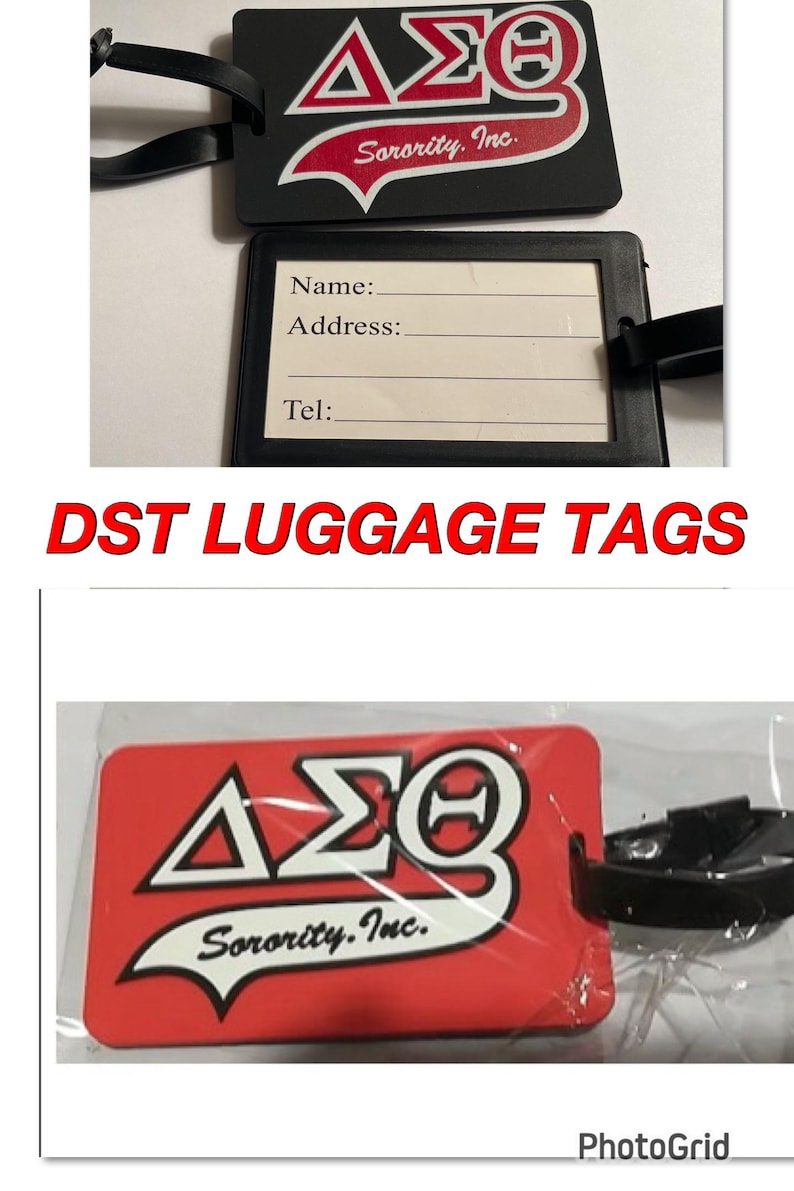 ΔΣΘ
Sorority. Inc.
Name:
Address:
Tel:
DST LUGGAGE TAGS
ΔΣΘ
Sorority. Inc.
PhotoGrid